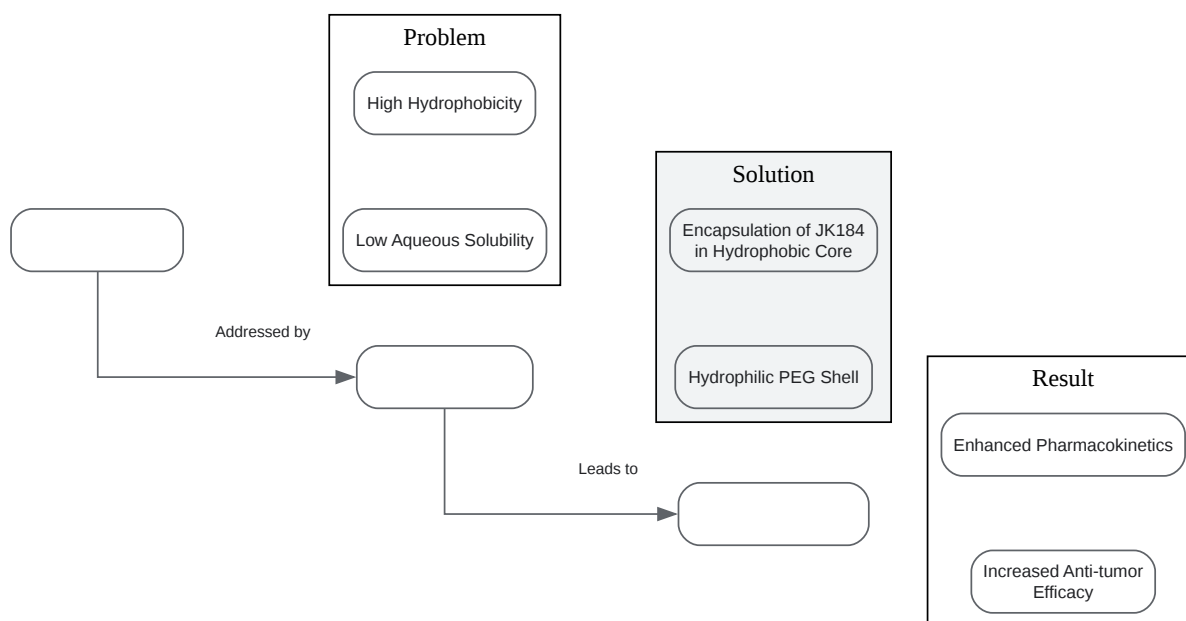 Problem
High Hydrophobicity
Low Aqueous Solubility
Solution
Encapsulation of JK184
in Hydrophobic Core
Hydrophilic PEG Shell
Addressed by
Result
Enhanced Pharmacokinetics
Leads to
Increased Anti-tumor
Efficacy